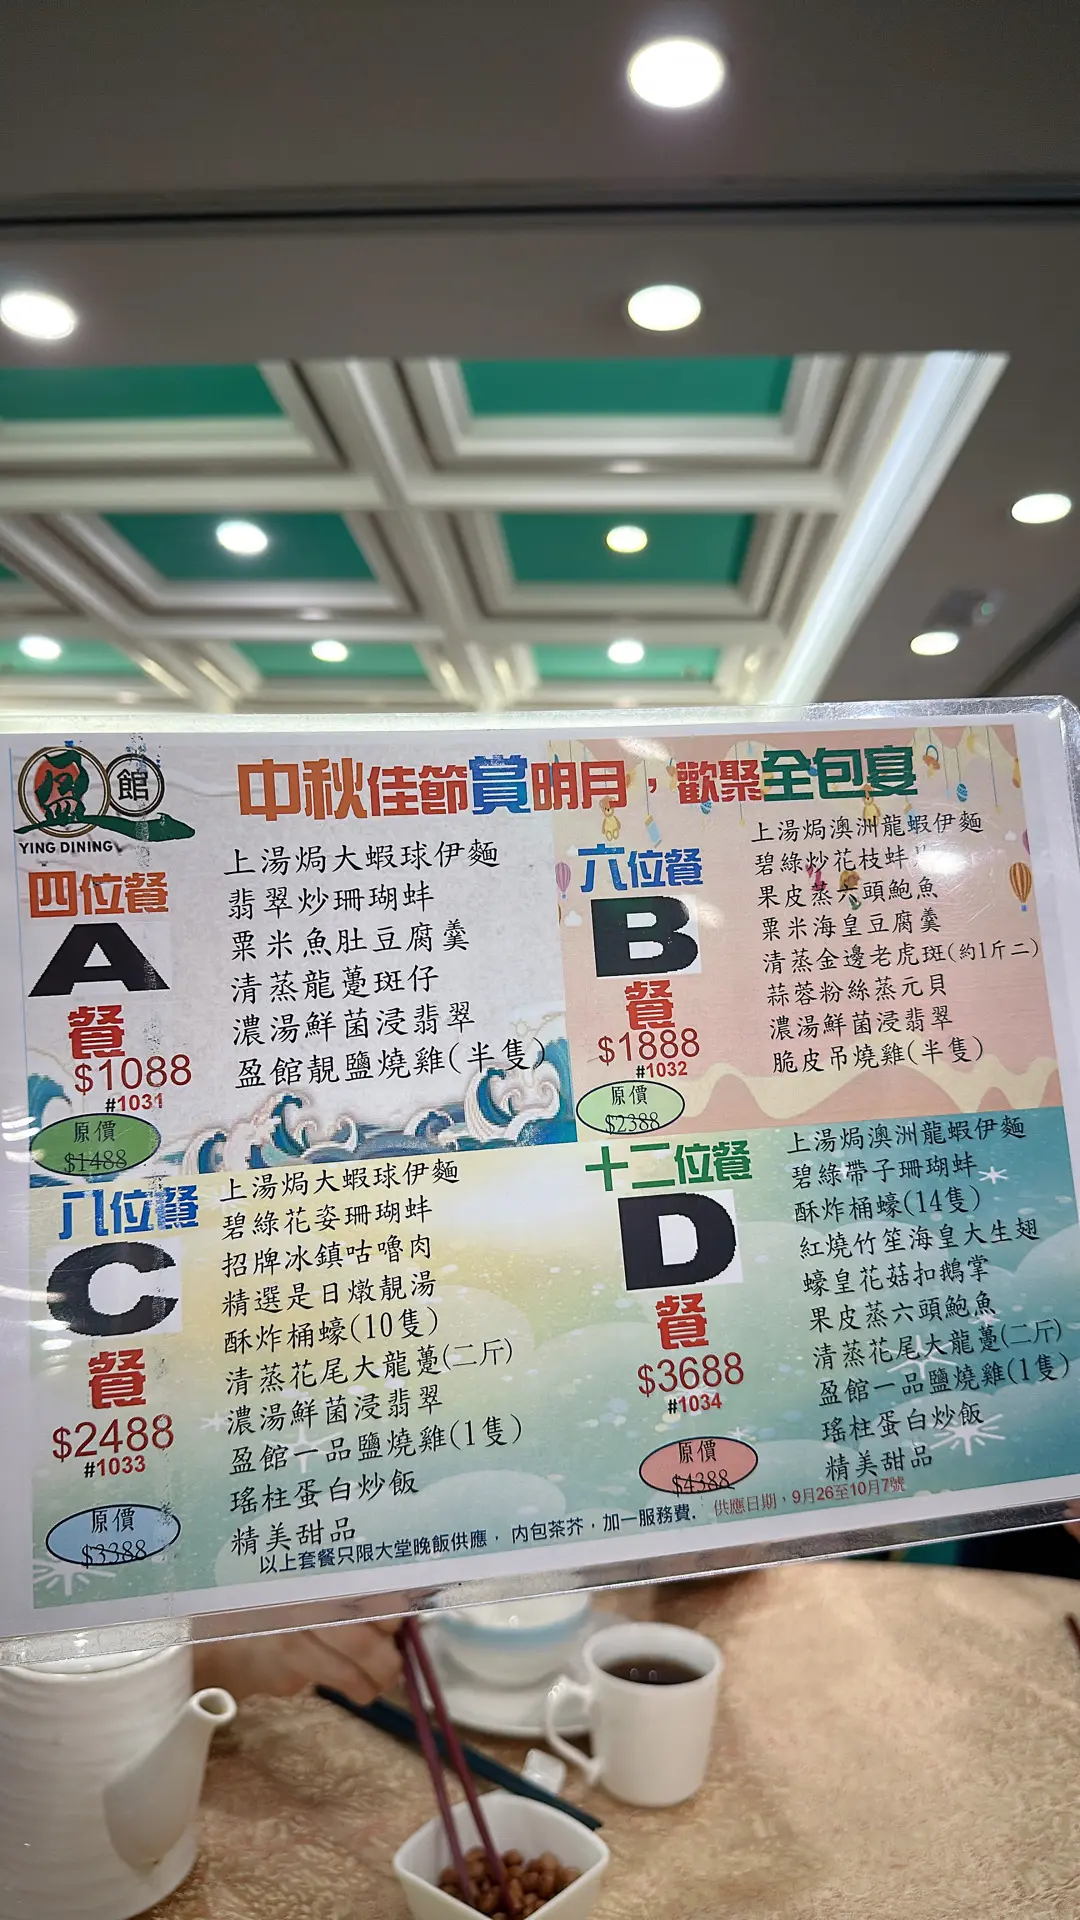 盈館
YING DINING
中秋佳節賞明月，歡聚全包宴
四位餐
A
餐
$1088
#1031
原價
$1488
上湯焗大蝦球伊麵
翡翠炒珊瑚蚌
粟米魚肚豆腐羹
清蒸龍躉斑仔
濃湯鮮菌浸翡翠
盈館靚鹽燒雞(半隻)
六位餐
B
餐
$1888
#1032
原價
$2388
上湯焗澳洲龍蝦伊麵
碧綠炒花枝蚌
果皮蒸六頭鮑魚
粟米海皇豆腐羹
清蒸金邊老虎斑(約1斤二)
蒜蓉粉絲蒸元貝
濃湯鮮菌浸翡翠
脆皮吊燒雞(半隻)
八位餐
C
餐
$2488
#1033
原價
$3388
上湯焗大蝦球伊麵
碧綠花姿珊瑚蚌
招牌冰鎮咕嚕肉
精選是日燉靚湯
酥炸桶蠔(10隻)
清蒸花尾大龍躉(二斤)
濃湯鮮菌浸翡翠
盈館一品鹽燒雞(1隻)
瑤柱蛋白炒飯
精美甜品
十二位餐
D
餐
$3688
#1034
原價
$4388
上湯焗澳洲龍蝦伊麵
碧綠帶子珊瑚蚌
酥炸桶蠔(14隻)
紅燒竹笙海皇大生翅
蠔皇花菇扣鵝掌
果皮蒸六頭鮑魚
清蒸花尾大龍躉(二斤)
盈館一品鹽燒雞(1隻)
瑤柱蛋白炒飯
精美甜品
以上套餐只限大堂晚飯供應，內包茶芥，加一服務費. 供應日期，9月26至10月7號